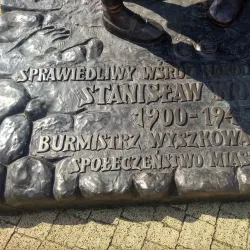 SPRAWIEDLIWY WŚRÓD
STANISŁAW
1900-19
BURMISTRZ WYSZKOWA
SPOŁECZEŃSTWO MIA